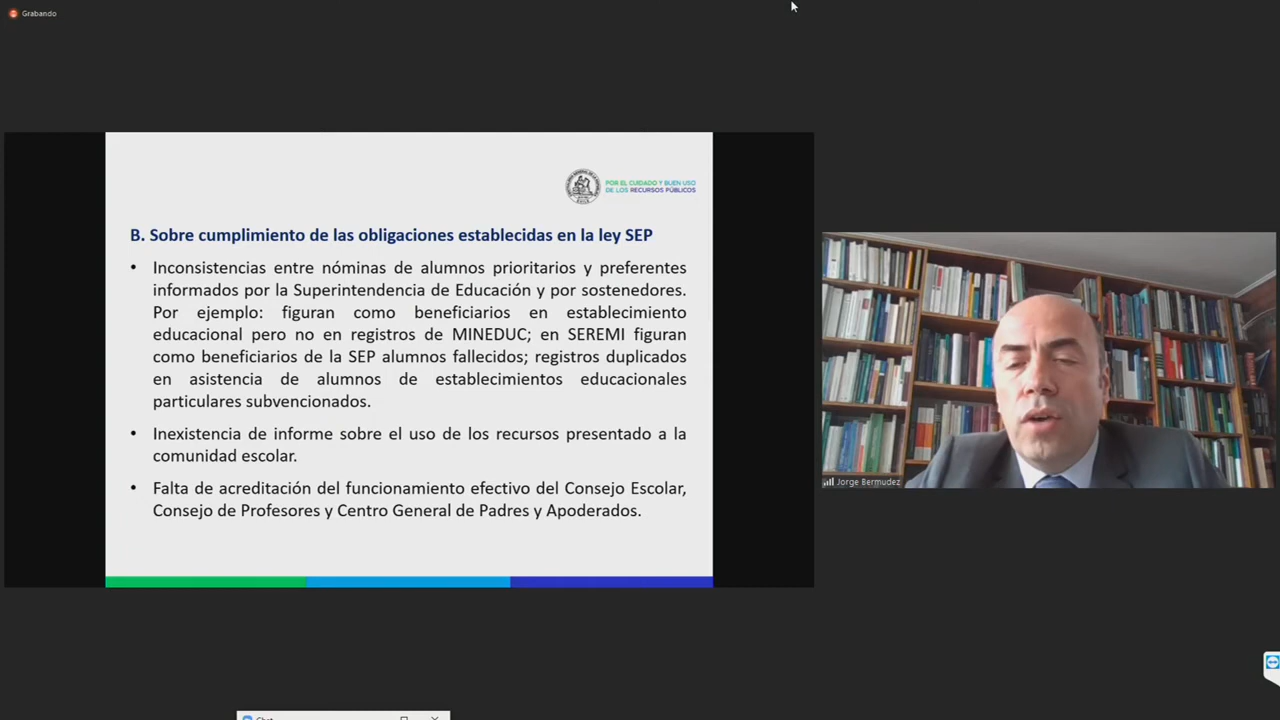 Grabando
POR EL CUIDADO Y BUEN USO
DE LOS RECURSOS PÚBLICOS
B. Sobre cumplimiento de las obligaciones establecidas en la ley SEP
• Inconsistencias entre nóminas de alumnos prioritarios y preferentes
informados por la Superintendencia de Educación y por sostenedores.
Por ejemplo: figuran como beneficiarios en establecimiento
educacional pero no en registros de MINEDUC; en SEREMI figuran
como beneficiarios de la SEP alumnos fallecidos; registros duplicados
en asistencia de alumnos de establecimientos educacionales
particulares subvencionados.
• Inexistencia de informe sobre el uso de los recursos presentado a la
comunidad escolar.
• Falta de acreditación del funcionamiento efectivo del Consejo Escolar,
Consejo de Profesores y Centro General de Padres y Apoderados.
Jorge Bermudez